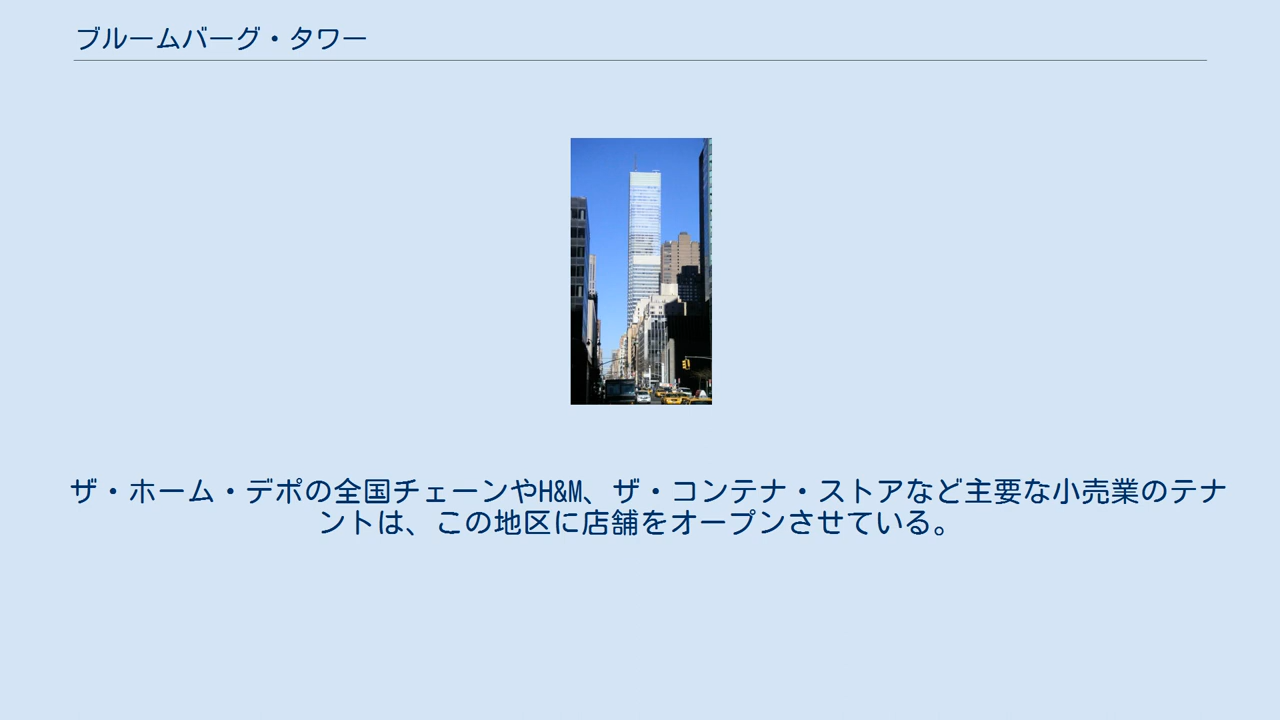 ブルームバーグ・タワー
ザ・ホーム・デポの全国チェーンやH&M、ザ・コンテナ・ストアなど主要な小売業のテナ
ントは、この地区に店舗をオープンさせている。